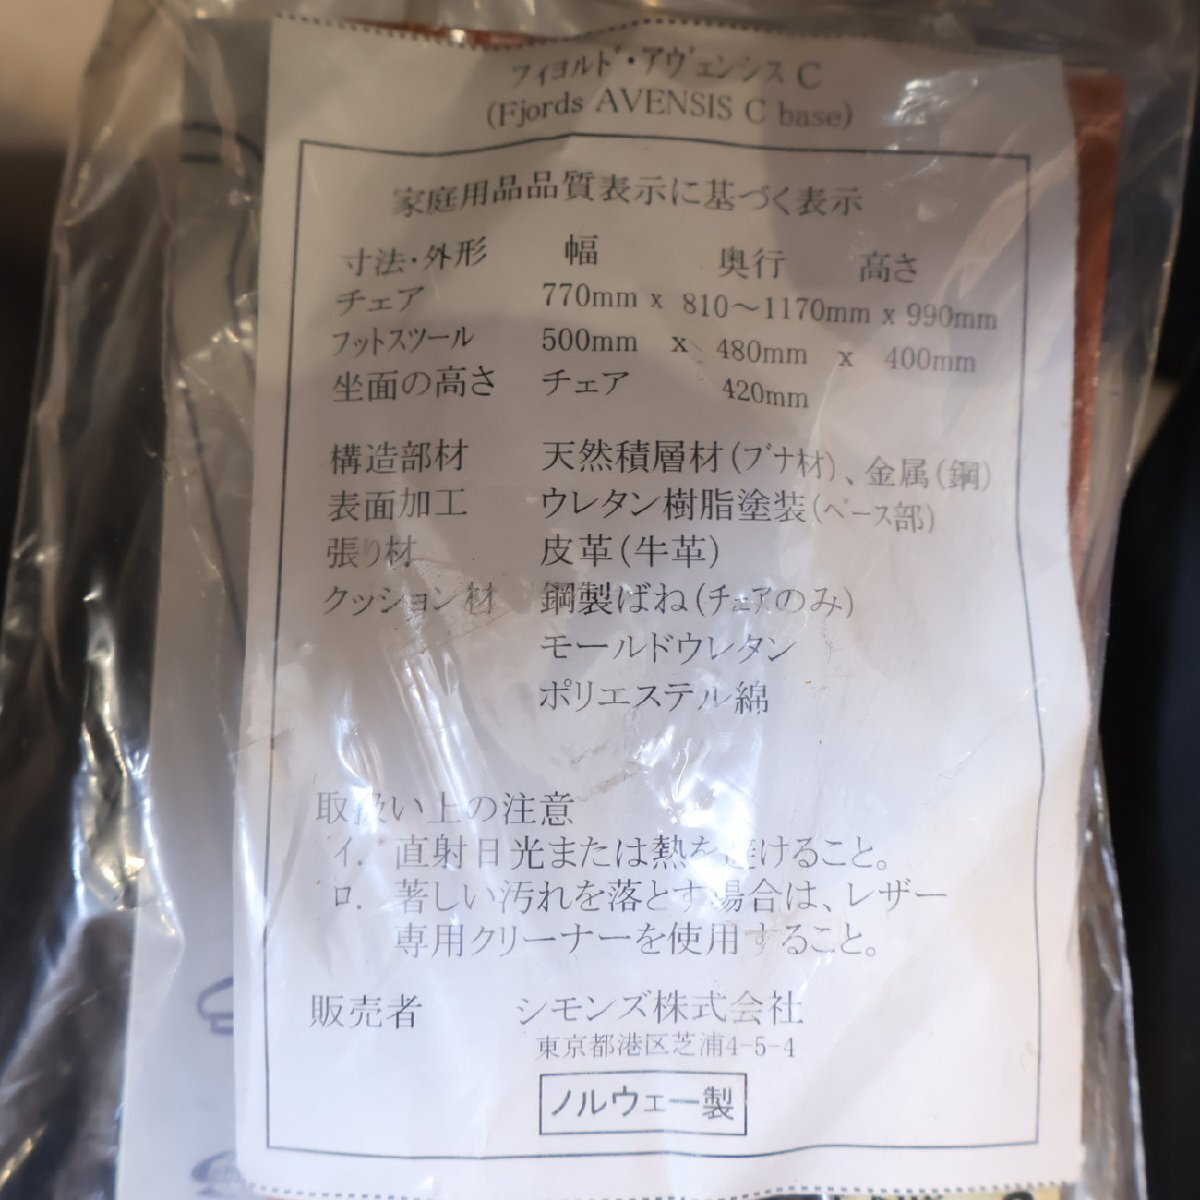 フィヨルド・アヴェンシス C
(Fjords AVENSIS C base)
家庭用品品質表示に基づく表示
寸法・外形 幅 奥行 高さ
チェア 770mm x 810～1170mm x 990mm
フットスツール 500mm x 480mm x 400mm
坐面の高さ チェア 420mm
構造部材 天然積層材(ブナ材)、金属(鋼)
表面加工 ウレタン樹脂塗装(ベース部)
張り材 皮革(牛革)
クッション材 鋼製ばね(チェアのみ)
モールドウレタン
ポリエステル綿
取扱い上の注意
イ. 直射日光または熱を避けること。
ロ. 著しい汚れを落とす場合は、レザー
専用クリーナーを使用すること。
販売者 シモンズ株式会社
東京都港区芝浦4-5-4
ノルウェー製